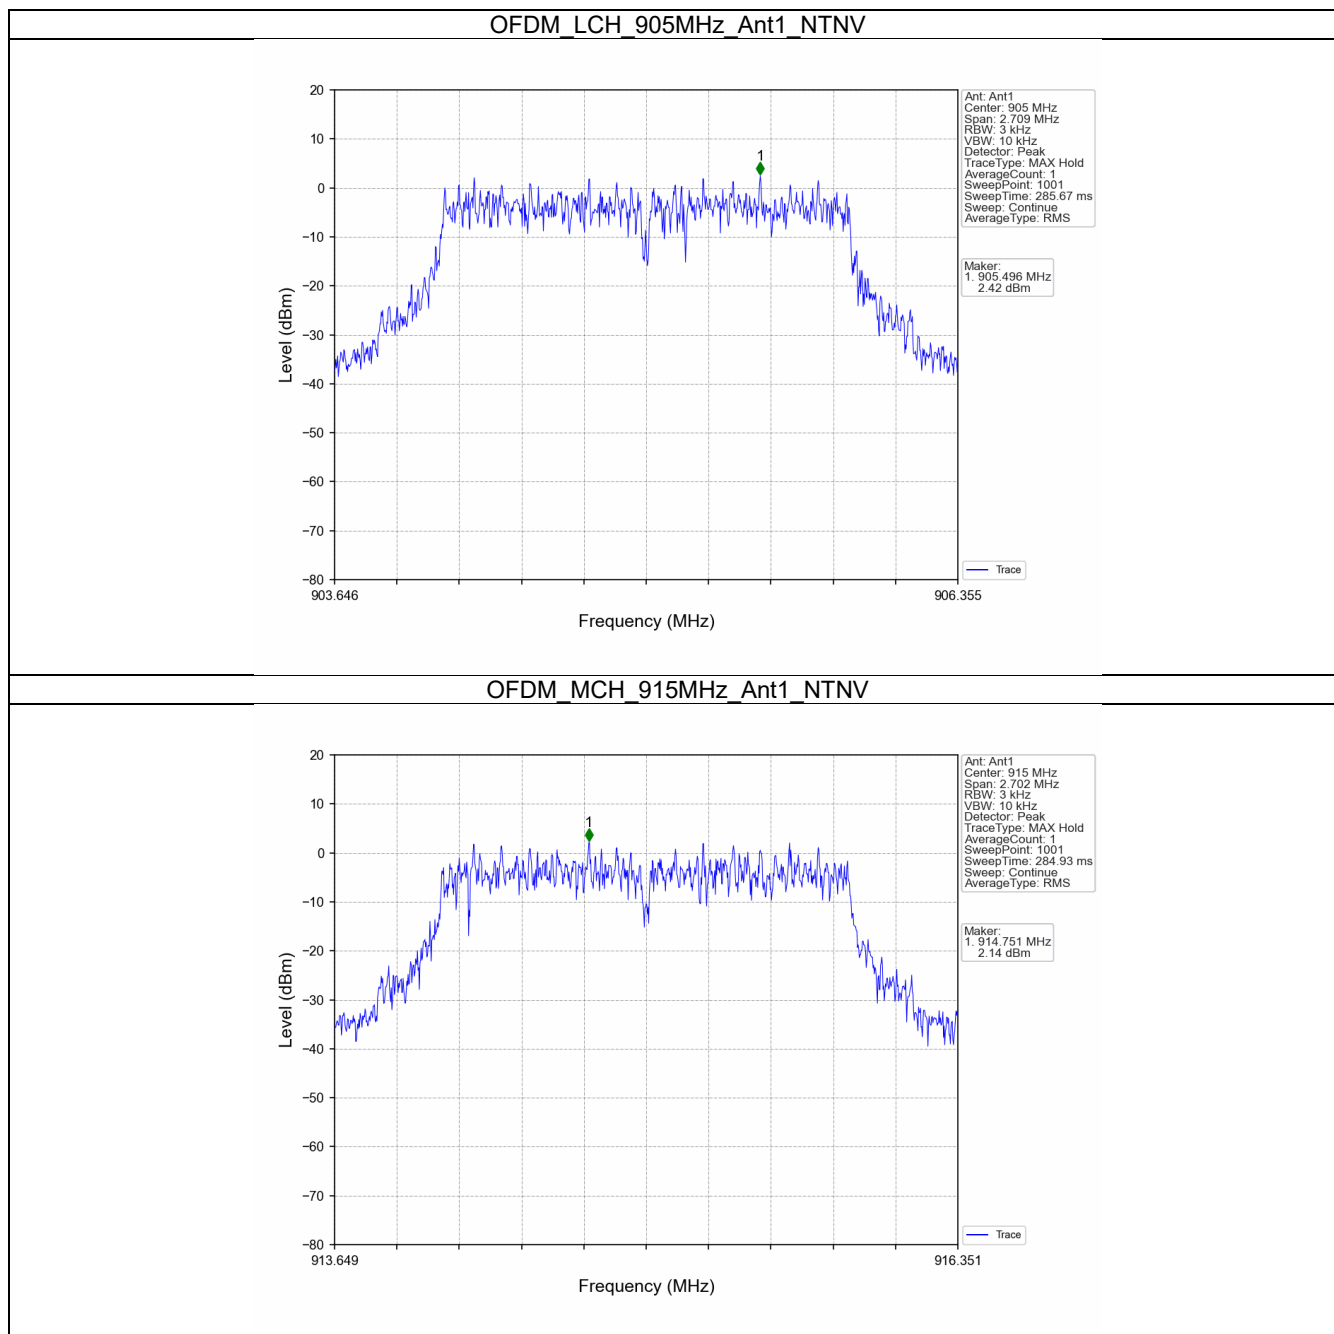 OFDM_LCH_905MHz_Ant1_NTNV
20
10
0
−10
−20
−30
−40
−50
−60
−70
−80
Level (dBm)
1
903.646
906.355
Frequency (MHz)
Ant: Ant1
Center: 905 MHz
Span: 2.709 MHz
RBW: 3 kHz
VBW: 10 kHz
Detector: Peak
TraceType: MAX Hold
AverageCount: 1
SweepPoint: 1001
SweepTime: 285.67 ms
Sweep: Continue
AverageType: RMS
Maker:
1. 905.496 MHz
2.42 dBm
Trace
OFDM_MCH_915MHz_Ant1_NTNV
20
10
0
−10
−20
−30
−40
−50
−60
−70
−80
Level (dBm)
1
913.649
916.351
Frequency (MHz)
Ant: Ant1
Center: 915 MHz
Span: 2.702 MHz
RBW: 3 kHz
VBW: 10 kHz
Detector: Peak
TraceType: MAX Hold
AverageCount: 1
SweepPoint: 1001
SweepTime: 284.93 ms
Sweep: Continue
AverageType: RMS
Maker:
1. 914.751 MHz
2.14 dBm
Trace